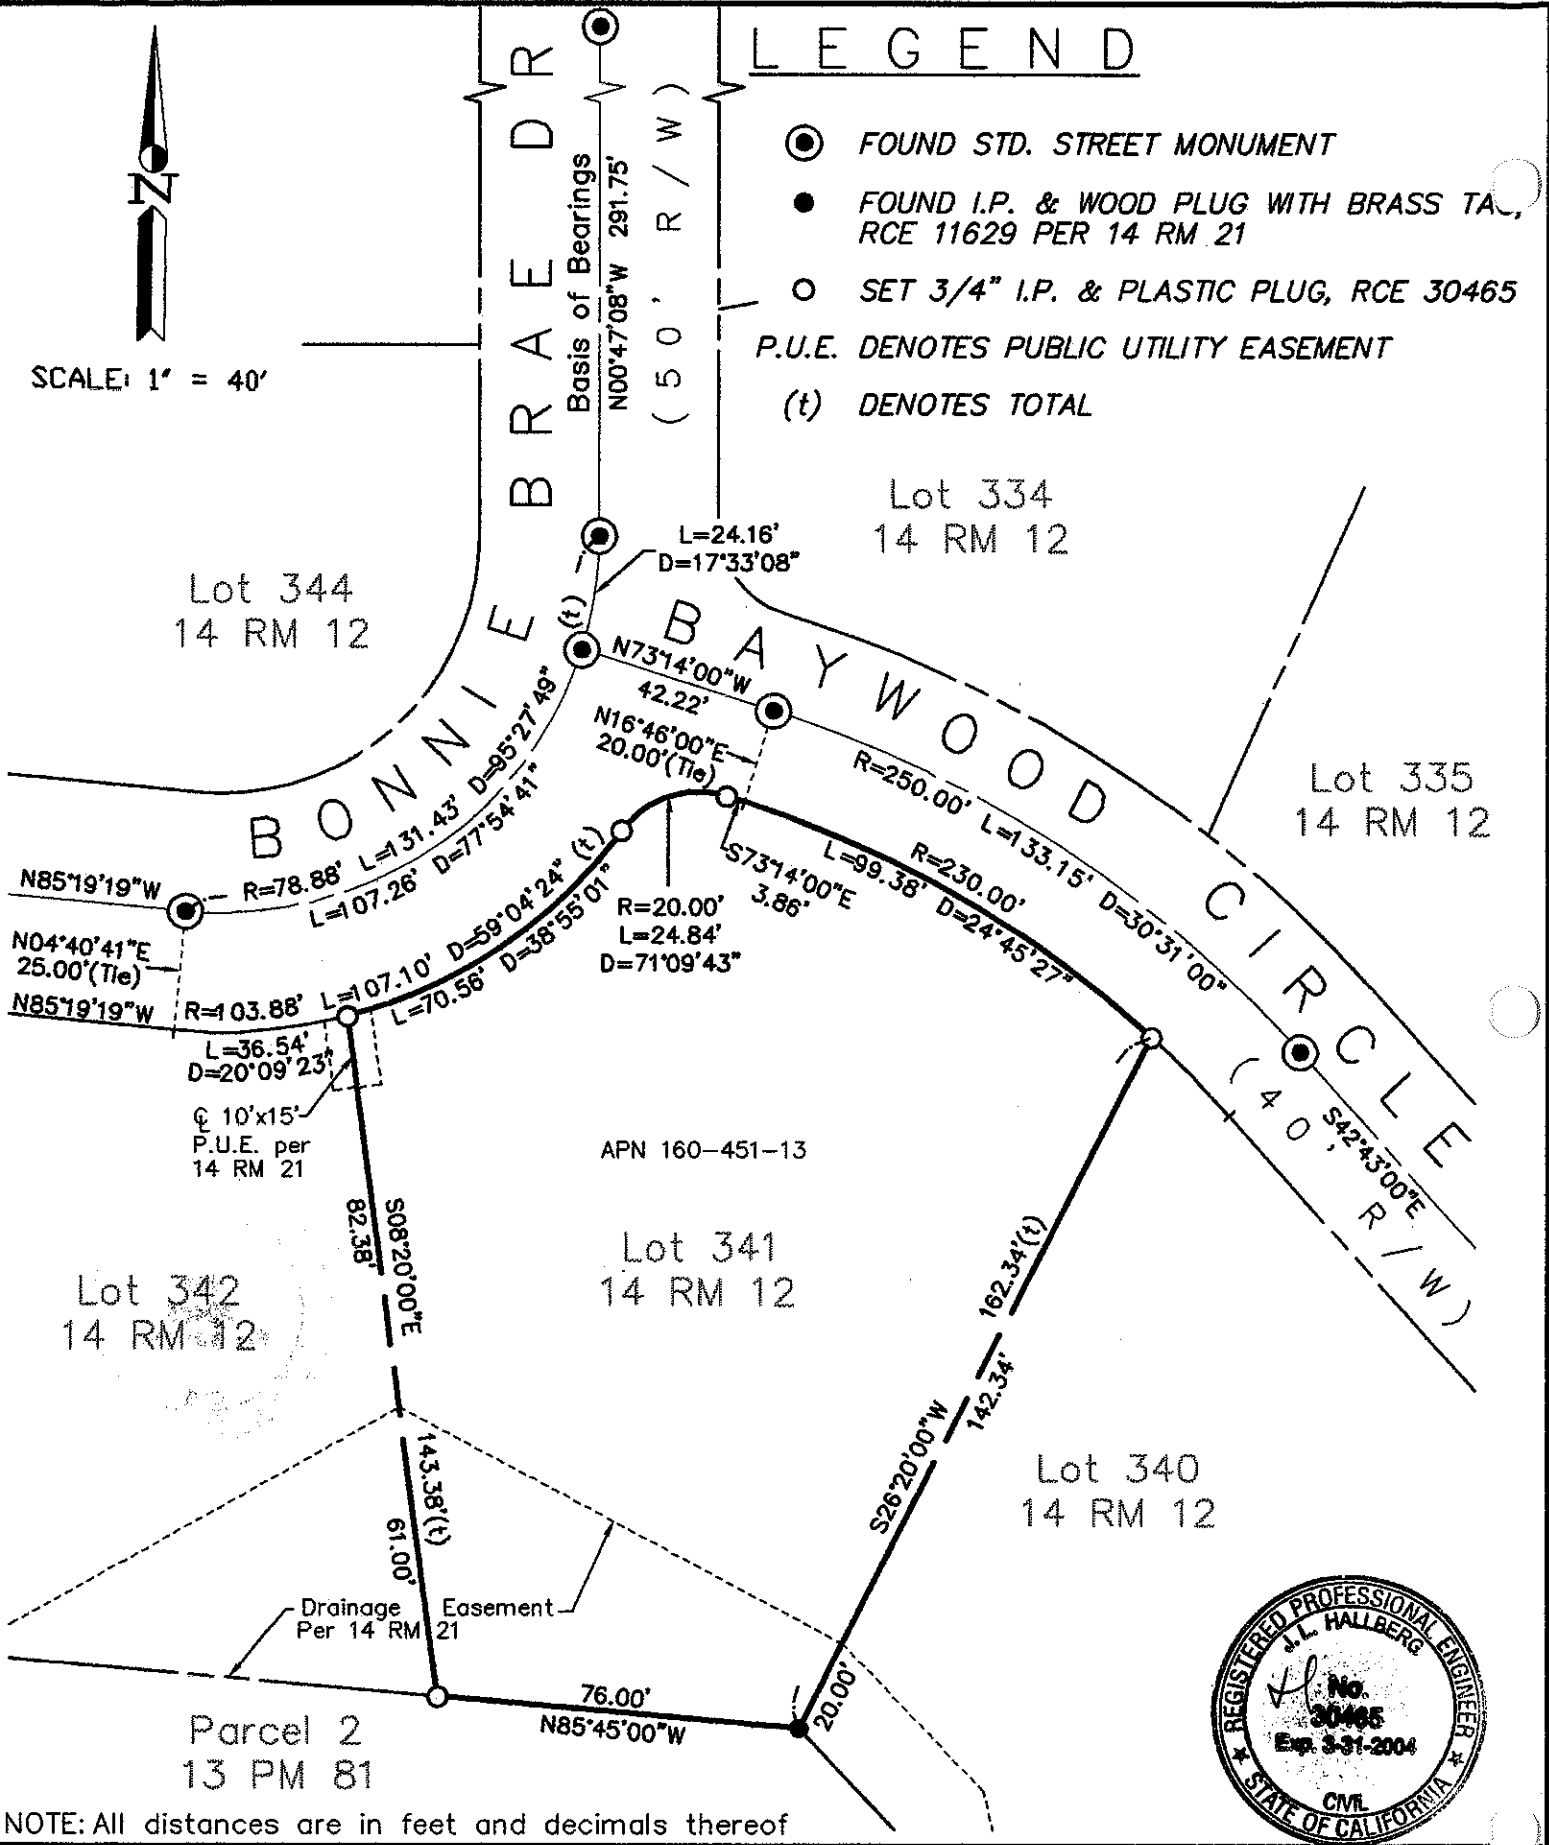 LEGEND
FOUND STD. STREET MONUMENT
FOUND I.P. & WOOD PLUG WITH BRASS
RCE 11629 PER 14 RM 21
SET 3/4" I.P. & PLASTIC PLUG, RCE 30465
P.U.E. DENOTES PUBLIC UTILITY EASEMENT
(t) DENOTES TOTAL
N
SCALE: 1" = 40'
BONNIE BRAE DR
Basis of Bearings
N00°47'08"W 291.75'
(50' R/W)
Lot 334
14 RM 12
L=24.16'
D=17°33'08"
Lot 344
14 RM 12
(t)
BAYWOOD CIRCLE
(40' R/W)
N73°14'00"W
42.22'
N16°46'00"E
20.00'(Tie)
Lot 335
14 RM 12
R=250.00' L=133.15' D=30°31'00"
R=78.88' L=131.43' D=95°27'49"
L=107.26' D=77°54'41"
N85°19'19"W
N04°40'41"E
25.00'(Tie)
N85°19'19"W
R=103.88' L=107.10' D=59°04'24" (t)
L=70.56' D=38°55'01"
L=36.54'
D=20°09'23"
R=20.00'
L=24.84'
D=71°09'43"
S73°14'00"E
3.86'
R=230.00'
L=99.38' D=24°45'27"
S42°43'00"E
℄ 10'x15'
P.U.E. per
14 RM 21
APN 160-451-13
S08°20'00"E
82.38'
Lot 341
14 RM 12
162.34'(t)
142.34'
S26°20'00"W
Lot 342
14 RM 12
143.38'(t)
61.00'
Lot 340
14 RM 12
Drainage Easement
Per 14 RM 21
76.00'
N85°45'00"W
20.00'
Parcel 2
13 PM 81
REGISTERED PROFESSIONAL ENGINEER
J.L. HALLBERG
No.
30465
Exp. 3-31-2004
CIVIL
STATE OF CALIFORNIA
NOTE: All distances are in feet and decimals thereof